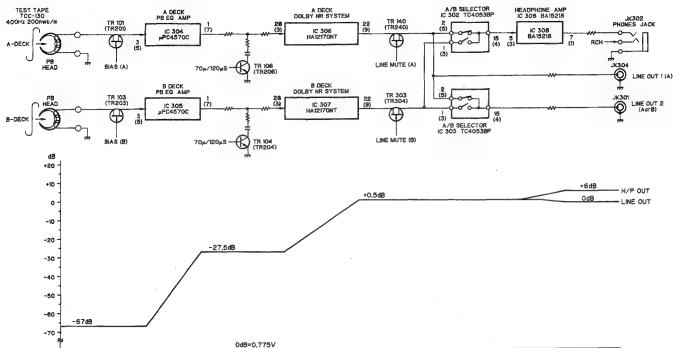 TEST TAPE
TCC-130
400Hz 200nWb/m
A-DECK
PB HEAD
TR 101
(TR201)
BIAS (A)
A DECK
PB EQ AMP
3
(5)
IC 304
µPC4570C
1
(7)
70µ/120µS
TR 106
(TR206)
A DECK
DOLBY NR SYSTEM
28
(3)
IC 306
HA12170NT
22
(9)
TR 140
(TR240)
LINE MUTE (A)
A/B SELECTOR
IC 302 TC4053BP
2
(5)
1
(3)
15
(4)
HEADPHONE AMP
IC 308 BA15218
5
(3)
IC 308
BA15218
7
(1)
JK302
PHONES JACK
RCH
JK304
LINE OUT 1 (A)
B-DECK
PB
HEAD
TR 103
(TR203)
BIAS (B)
B DECK
PB EQ AMP
3
(5)
IC 305
µPC4570C
1
(7)
70µ/120µS
TR 104
(TR204)
B DECK
DOLBY NR SYSTEM
28
(3)
IC 307
HA12170NT
22
(9)
TR 303
(TR304)
LINE MUTE (B)
2
(5)
1
(3)
15
(4)
A/B SELECTOR
IC 303 TC4053BP
JK301
LINE OUT 2
(A or B)
dB
+20
+10
0
-10
-20
-30
-40
-50
-60
-70
-67dB
-27.5dB
+0.5dB
+6dB
H/P OUT
0dB
LINE OUT
0dB=0.775V